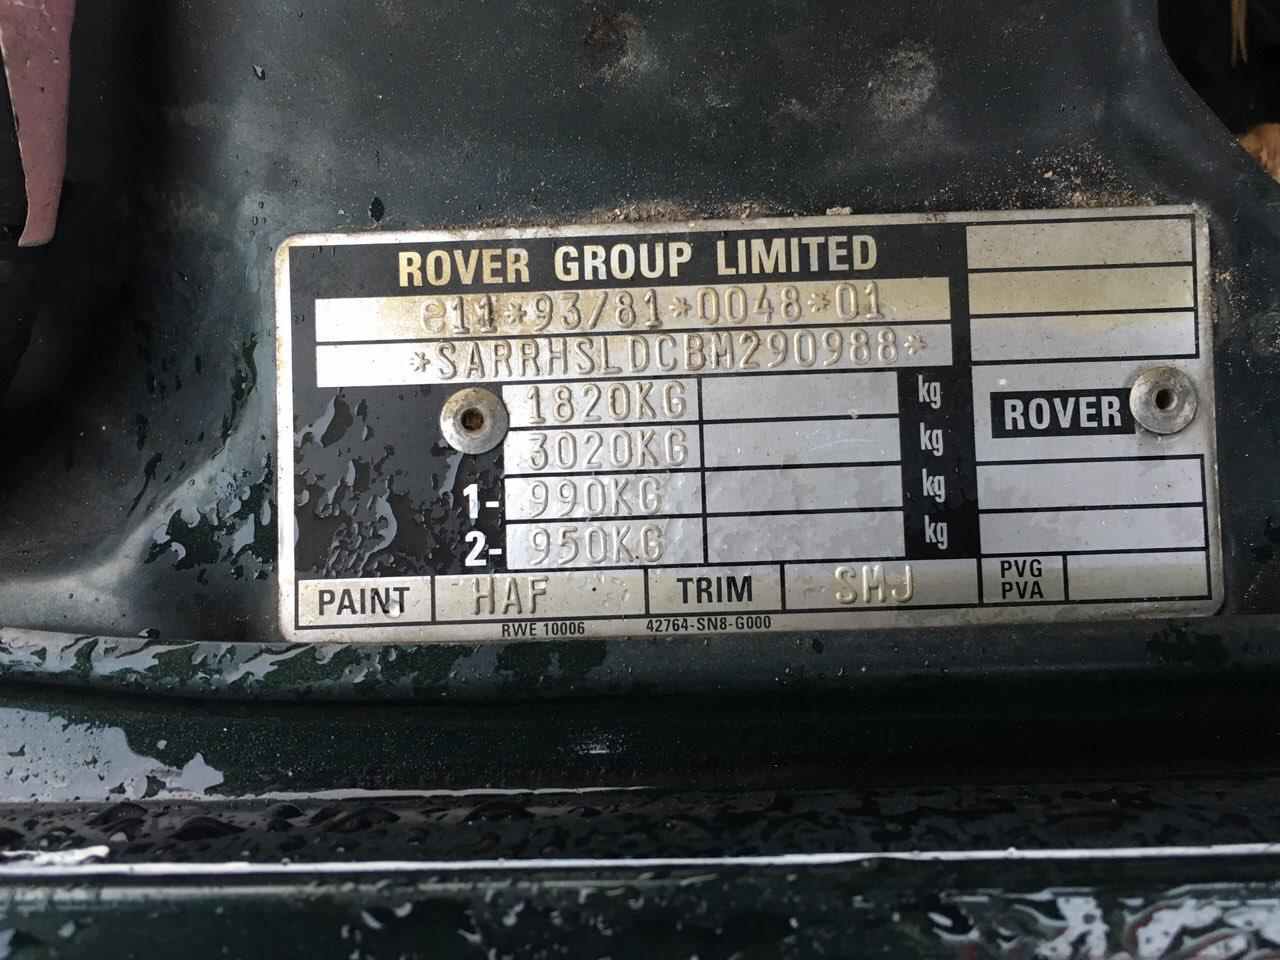 ROVER GROUP LIMITED
e11*93/81*0048*01
*SARRHSLDCBM290988*
1820KG kg
ROVER
3020KG kg
1- 990KG kg
2- 950KG kg
PAINT HAF TRIM SMJ PVG
PVA
RWE 10006 42764-SN8-G000